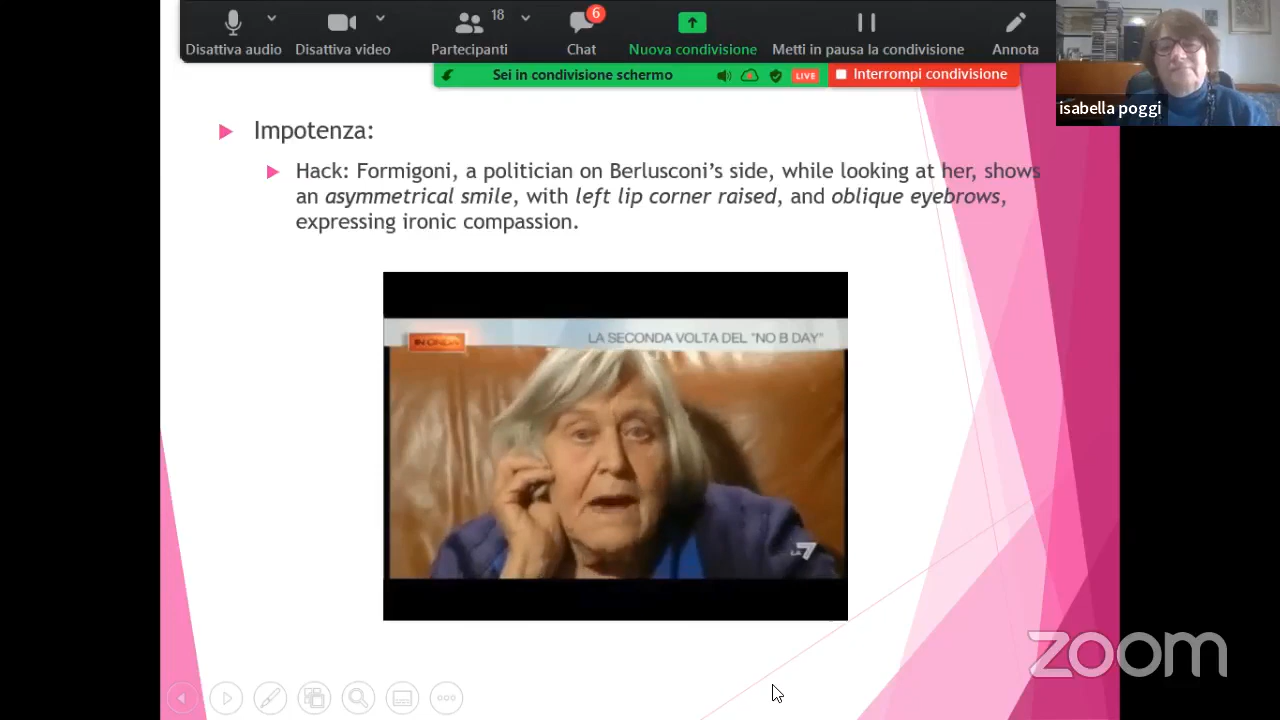 18
6
Disattiva audio
Disattiva video
Partecipanti
Chat
Nuova condivisione
Metti in pausa la condivisione
Annota
Sei in condivisione schermo
LIVE
Interrompi condivisione
isabella poggi
Impotenza:
Hack: Formigoni, a politician on Berlusconi’s side, while looking at her, shows
an asymmetrical smile, with left lip corner raised, and oblique eyebrows,
expressing ironic compassion.
IN ONDA
LA SECONDA VOLTA DEL "NO B DAY"
LA7
zoom